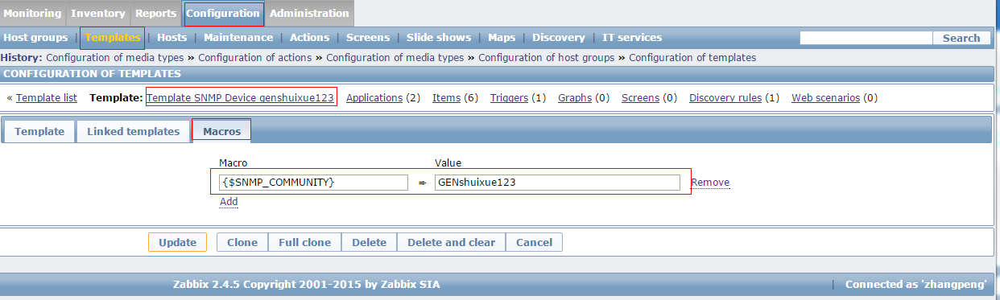 Monitoring Inventory Reports Configuration Administration
Host groups | Templates | Hosts | Maintenance | Actions | Screens | Slide shows | Maps | Discovery | IT services Search
History: Configuration of media types » Configuration of actions » Configuration of media types » Configuration of host groups » Configuration of templates
CONFIGURATION OF TEMPLATES
« Template list Template: Template SNMP Device genshuixue123 Applications (2) Items (6) Triggers (1) Graphs (0) Screens (0) Discovery rules (1) Web scenarios (0)
Template Linked templates Macros
Macro Value
{$SNMP_COMMUNITY} ⇒ GENshuixue123 Remove
Add
Update Clone Full clone Delete Delete and clear Cancel
Zabbix 2.4.5 Copyright 2001-2015 by Zabbix SIA | Connected as 'zhangpeng'